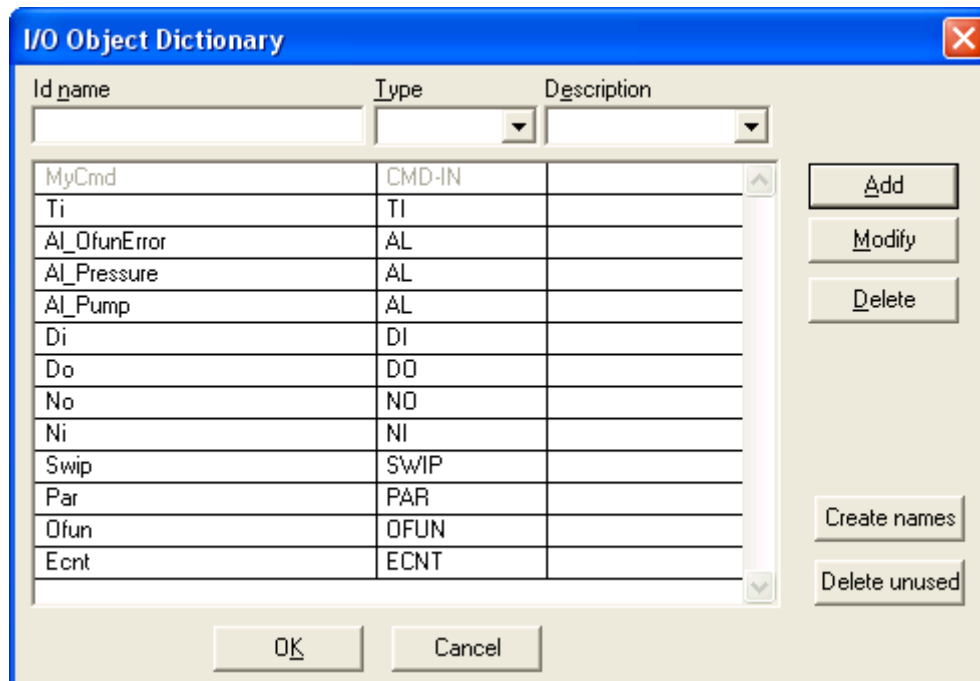 I/O Object Dictionary
Id name Type Description
MyCmd CMD-IN
Add
Ti TI
Al_OfunError AL
Modify
Al_Pressure AL
Al_Pump AL
Delete
Di DI
Do DO
No NO
Ni NI
Swip SWIP
Par PAR
Create names
Ofun OFUN
Ecnt ECNT
Delete unused
OK Cancel